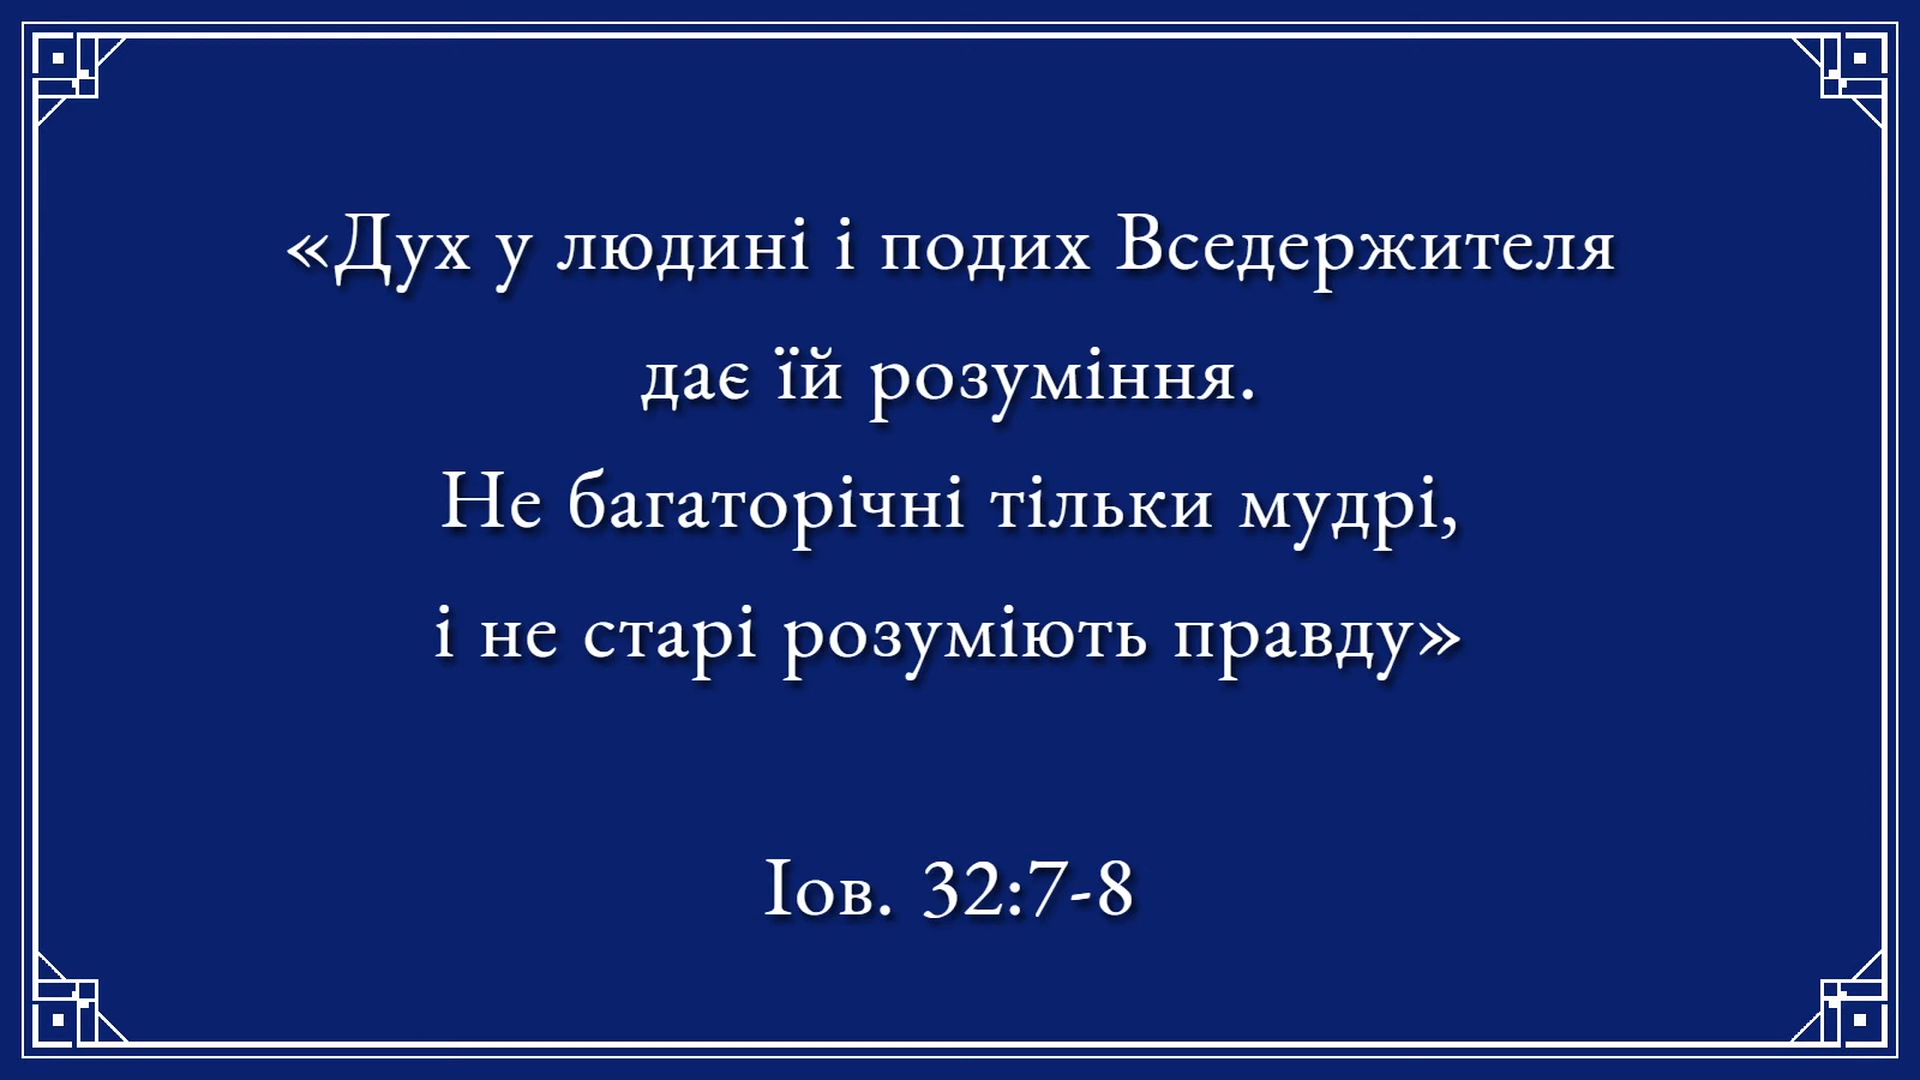 «Дух у людині і подих Вседержителя
дає їй розуміння.
Не багаторічні тільки мудрі,
і не старі розуміють правду»
Іов. 32:7-8